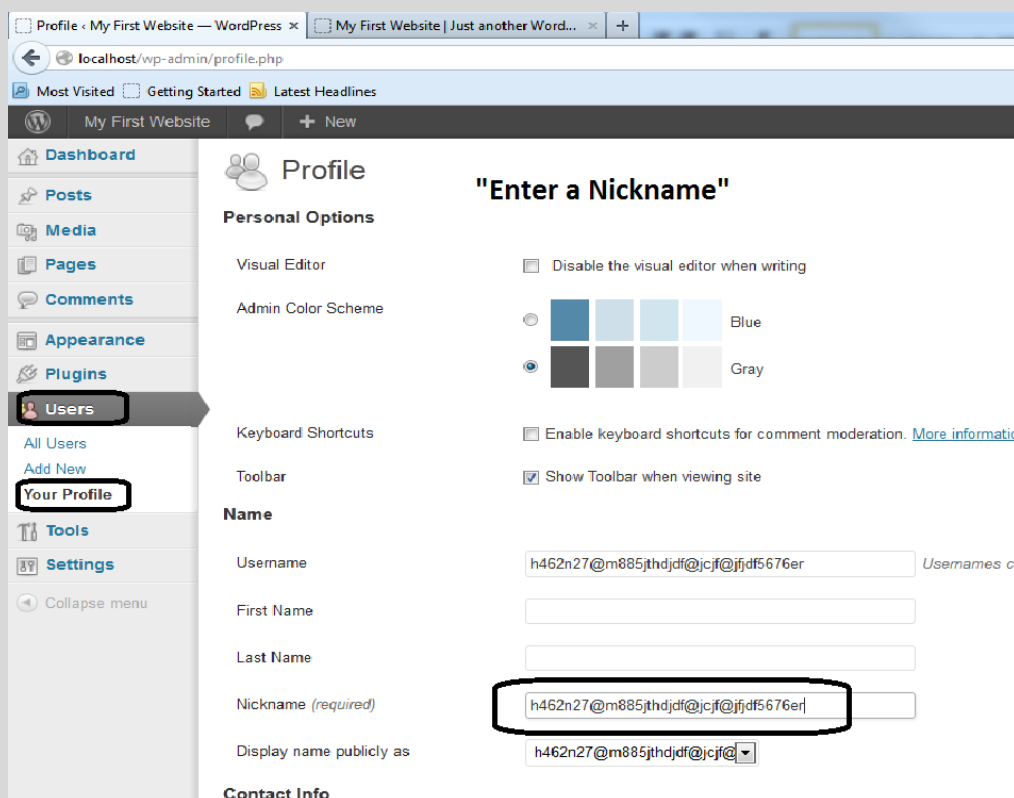 Profile ‹ My First Website — WordPress ×
My First Website | Just another Word... ×
+
localhost/wp-admin/profile.php
Most Visited Getting Started Latest Headlines
My First Website + New
Dashboard
Posts
Media
Pages
Comments
Appearance
Plugins
Users
All Users
Add New
Your Profile
Tools
Settings
Collapse menu
Profile
"Enter a Nickname"
Personal Options
Visual Editor Disable the visual editor when writing
Admin Color Scheme
Blue
Gray
Keyboard Shortcuts Enable keyboard shortcuts for comment moderation. More informatio
Toolbar Show Toolbar when viewing site
Name
Username h462n27@m885jthdjdf@jcjf@jfjdf5676er Usernames c
First Name
Last Name
Nickname (required) h462n27@m885jthdjdf@jcjf@jfjdf5676er
Display name publicly as h462n27@m885jthdjdf@jcjf@
Contact Info